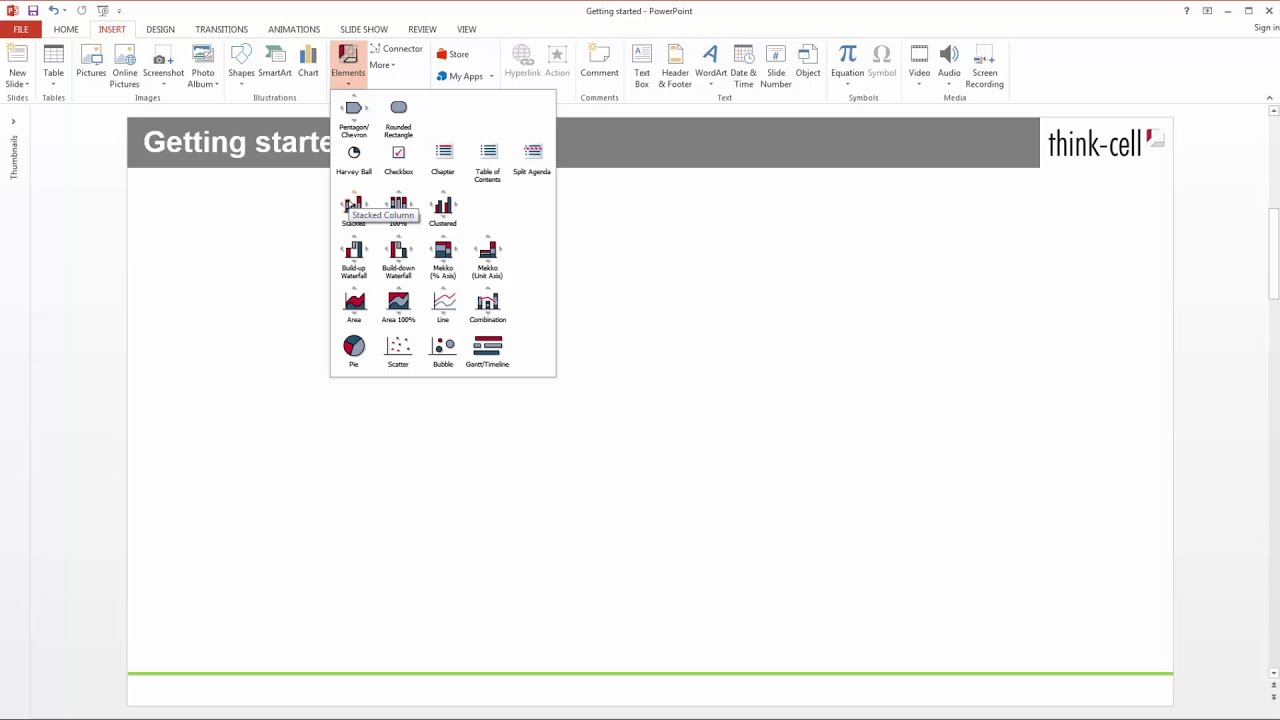 Getting started - PowerPoint
?
FILE HOME INSERT DESIGN TRANSITIONS ANIMATIONS SLIDE SHOW REVIEW VIEW Sign in
New Slide Table Pictures Online Pictures Screenshot Photo Album Shapes SmartArt Chart Elements Connector More Store My Apps Hyperlink Action Comment Text Box Header & Footer WordArt Date & Time Slide Number Object Equation Symbol Video Audio Screen Recording
Slides Tables Images Illustrations Comments Text Symbols Media
Thumbnails
Getting starte
think-cell
Pentagon/ Chevron Rounded Rectangle
Harvey Ball Checkbox Chapter Table of Contents Split Agenda
Stacked Column
Stacked 100% Clustered
Build-up Waterfall Build-down Waterfall Mekko (% Axis) Mekko (Unit Axis)
Area Area 100% Line Combination
Pie Scatter Bubble Gantt/Timeline